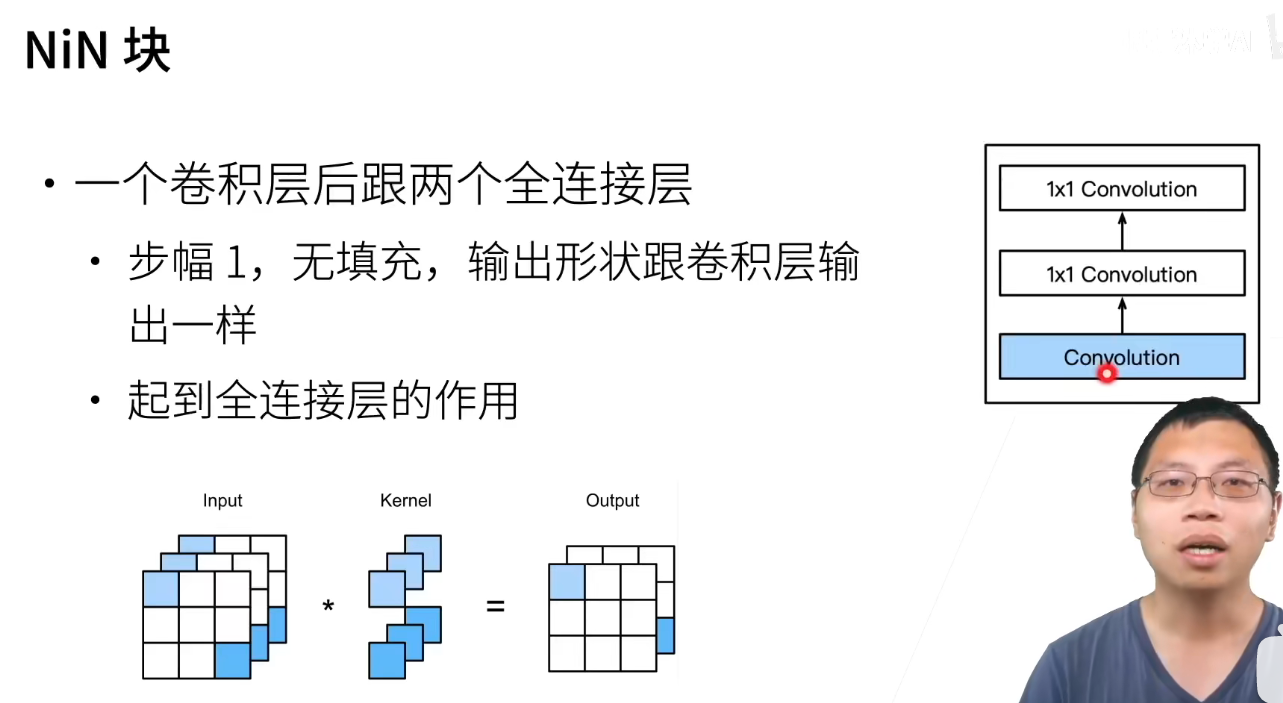 NiN 块
• 一个卷积层后跟两个全连接层
• 步幅 1，无填充，输出形状跟卷积层输
出一样
• 起到全连接层的作用
1x1 Convolution
1x1 Convolution
Convolution
Input
Kernel
Output
*
=